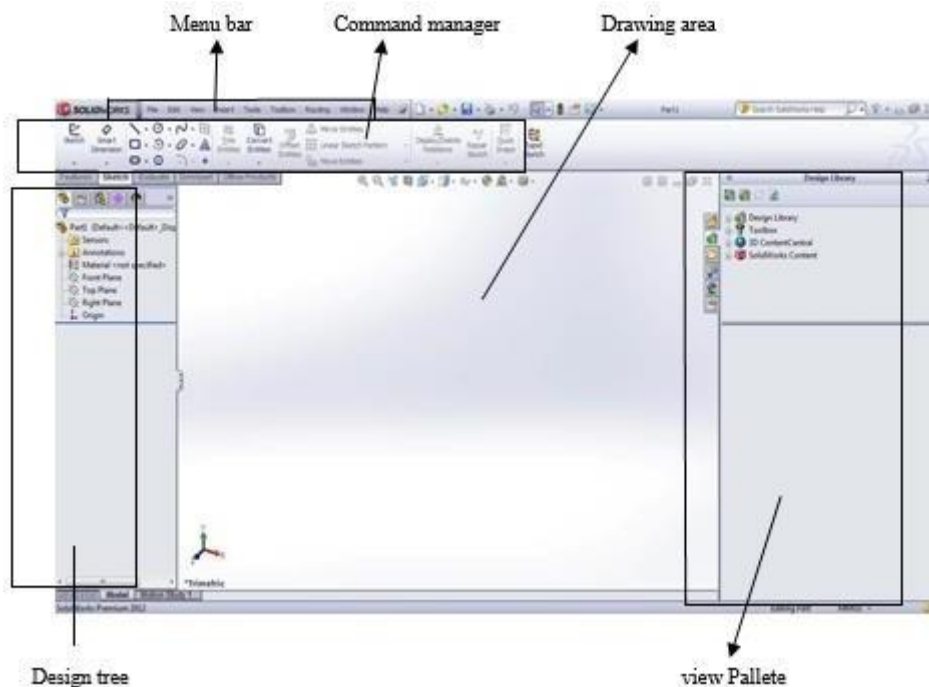 Menu bar
Command manager
Drawing area
SOLIDWORKS File Edit View Insert Tools Toolbox Routing Window Help Part1 Search SolidWorks Help
Sketch Smart Dimension Trim Entities Convert Entities Offset Entities Mirror Entities
Linear Sketch Pattern
Move Entities
Display/Delete Relations Repair Sketch Quick Snaps Rapid Sketch
Features Sketch Evaluate Office Products
Design Library
Part1 (Default<<Default>_Disp
Sensors
Annotations
Material <not specified>
Front Plane
Top Plane
Right Plane
Origin
Design Library
Toolbox
3D ContentCentral
SolidWorks Content
*Trimetric
Model Motion Study 1
SolidWorks Premium 2012
Editing Part MMGS
Design tree
view Pallete